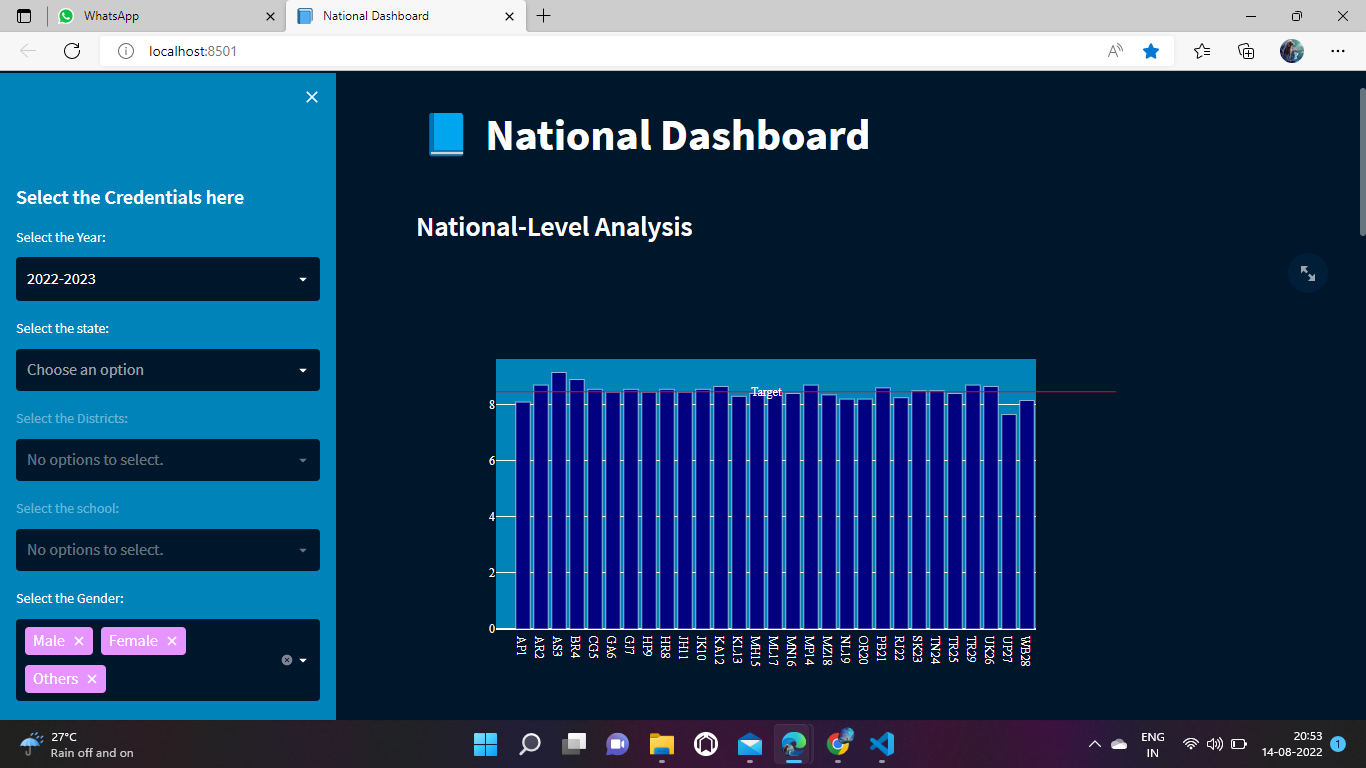 WhatsApp
National Dashboard
localhost:8501
National Dashboard
Select the Credentials here
National-Level Analysis
Select the Year:
2022-2023
Select the state:
Choose an option
Select the Districts:
No options to select.
Select the school:
No options to select.
Select the Gender:
Male
Female
Others
Target
8
6
4
2
0
AP1
AR2
AS3
BR4
CG5
GA6
GJ7
HP9
HR8
JH11
JK10
KA12
KL13
MH15
ML17
MN16
MP14
MZ18
NL19
OR20
PB21
RJ22
SK23
TN24
TR25
TR29
UK26
UP27
WB28
27°C
Rain off and on
ENG
IN
20:53
14-08-2022
1